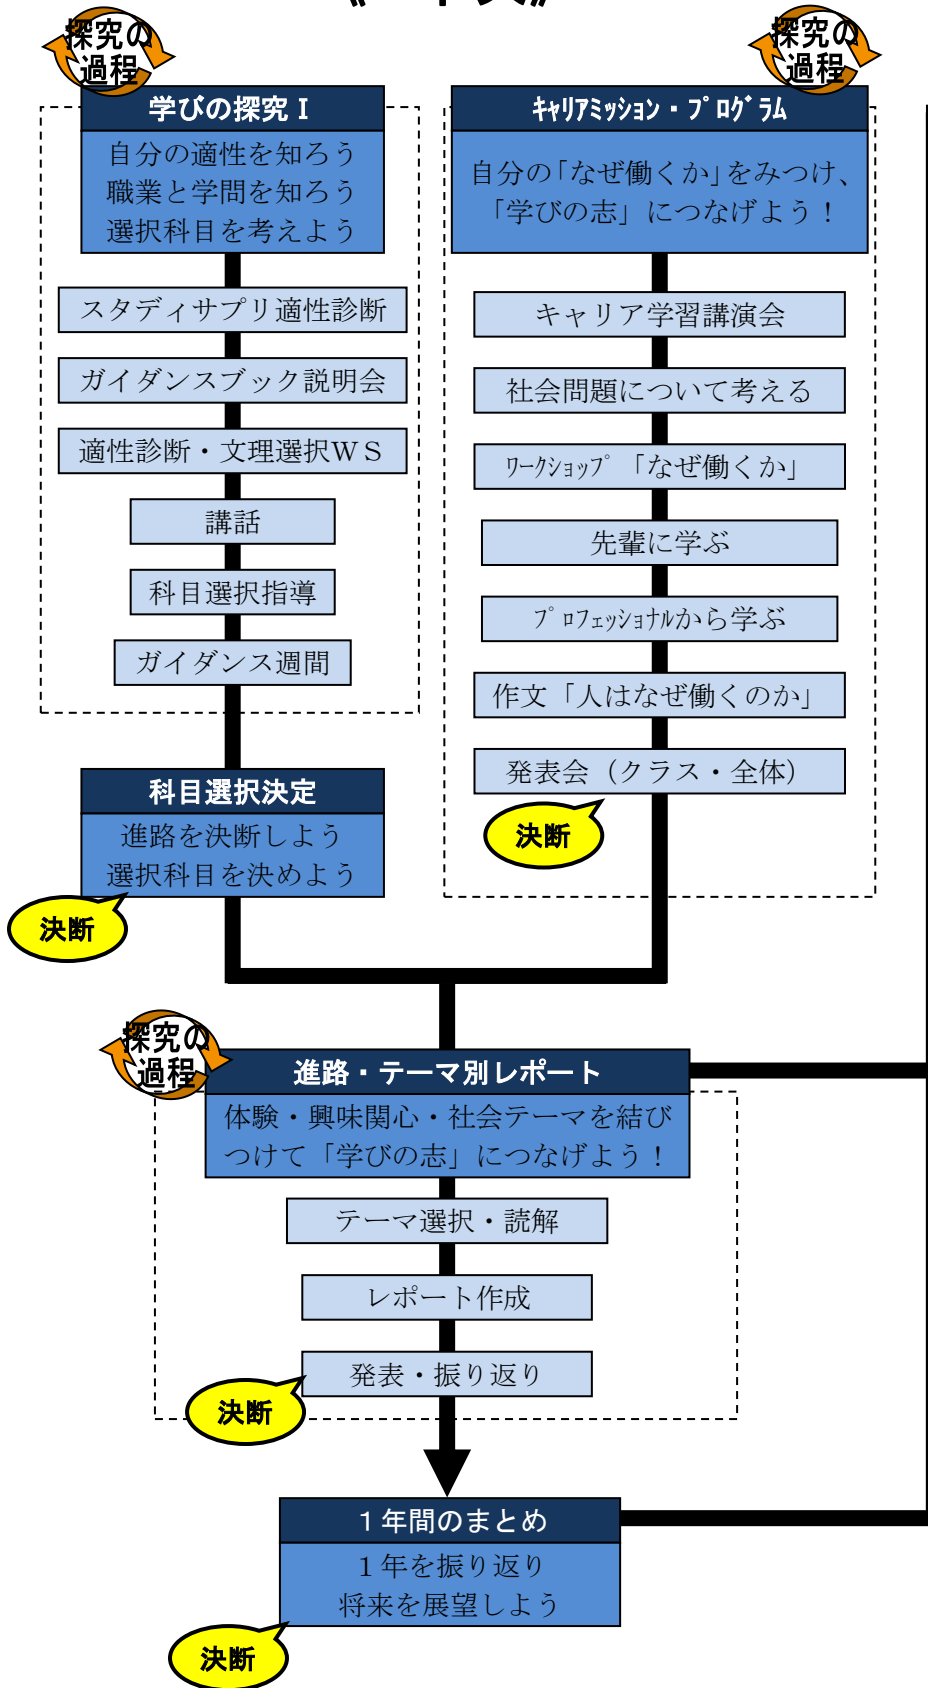 探究の
過程
学びの探究Ⅰ
自分の適性を知ろう
職業と学問を知ろう
選択科目を考えよう
スタディサプリ適性診断
ガイダンスブック説明会
適性診断・文理選択ＷＳ
講話
科目選択指導
ガイダンス週間
科目選択決定
進路を決断しよう
選択科目を決めよう
決断
探究の
過程
ｷｬﾘｱﾐｯｼｮﾝ・ﾌﾟﾛｸﾞﾗﾑ
自分の「なぜ働くか」をみつけ、
「学びの志」につなげよう！
キャリア学習講演会
社会問題について考える
ﾜｰｸｼｮｯﾌﾟ「なぜ働くか」
先輩に学ぶ
ﾌﾟﾛﾌｪｯｼｮﾅﾙから学ぶ
作文「人はなぜ働くのか」
発表会（クラス・全体）
決断
探究の
過程
進路・テーマ別レポート
体験・興味関心・社会テーマを結び
つけて「学びの志」につなげよう！
テーマ選択・読解
レポート作成
発表・振り返り
決断
１年間のまとめ
１年を振り返り
将来を展望しよう
決断